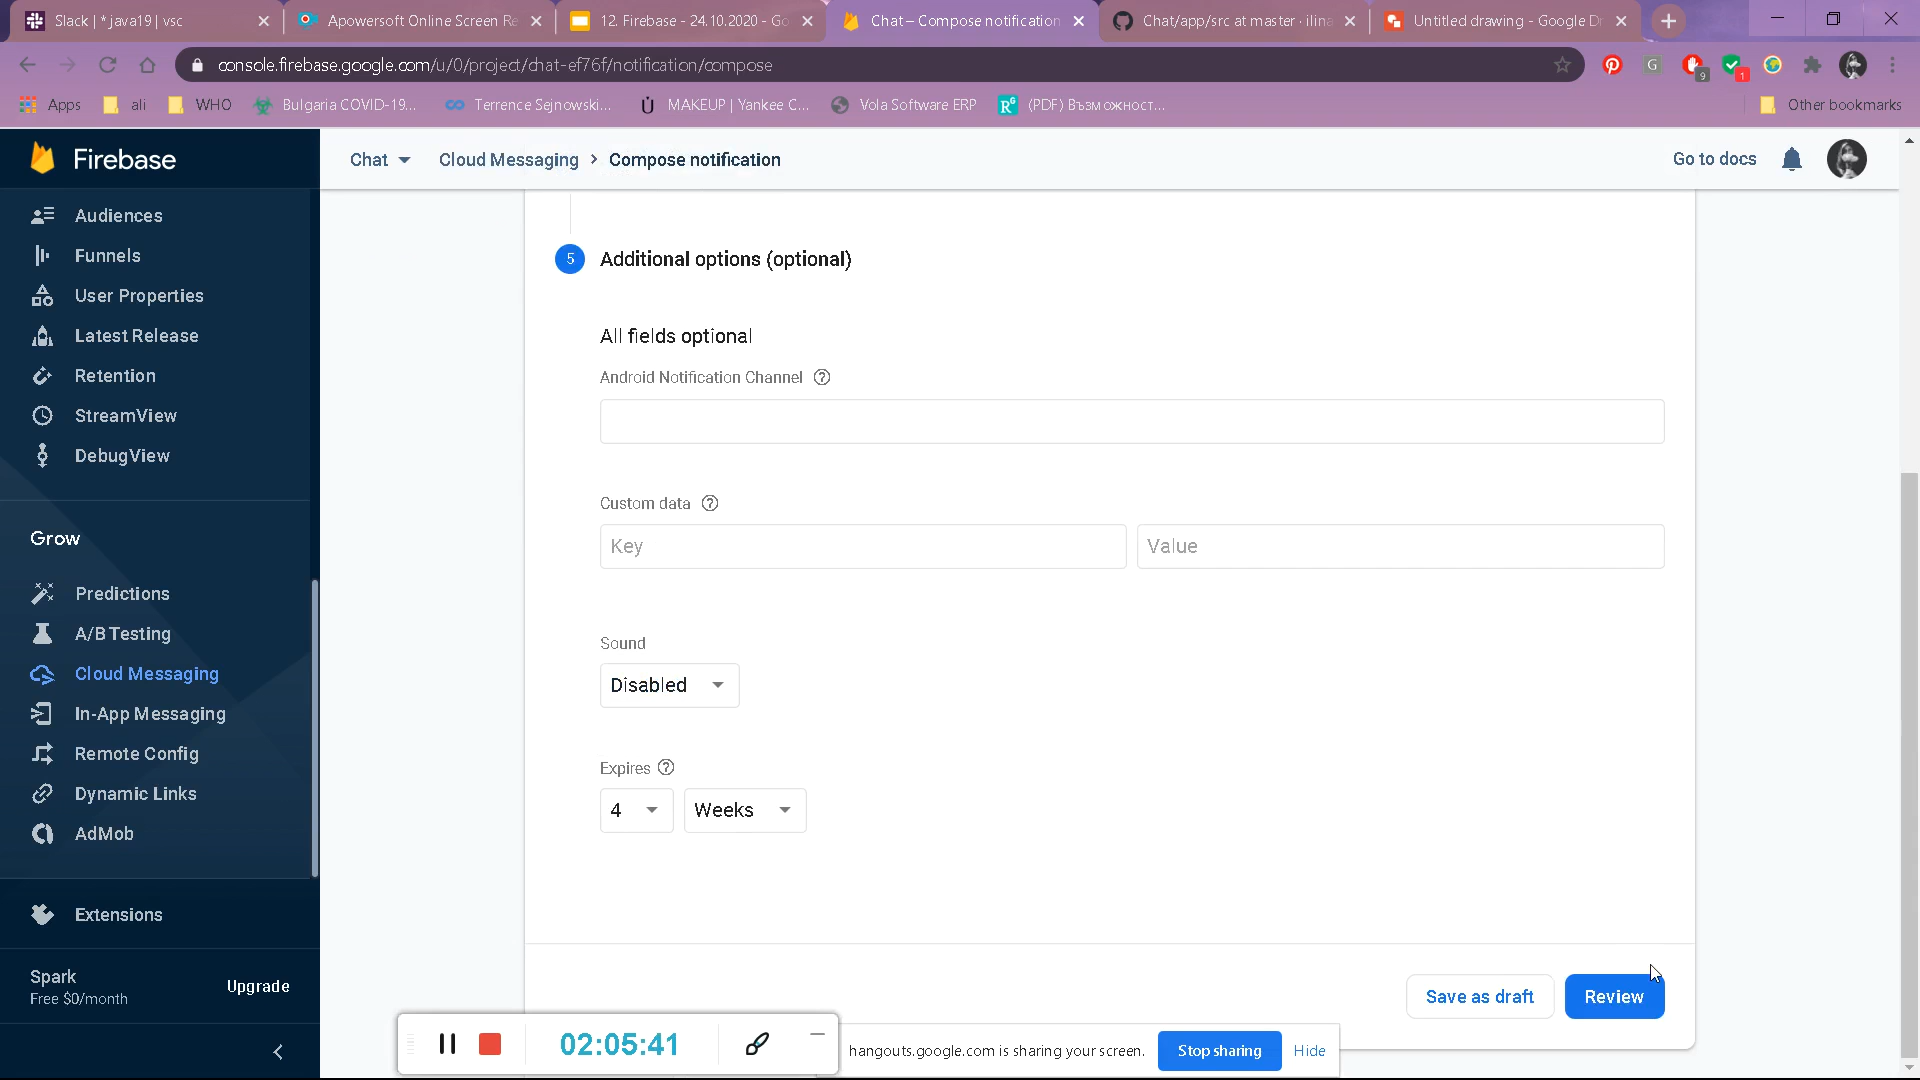 Slack | * java19 | vsc
Apowersoft Online Screen Re
12. Firebase - 24.10.2020 - Go
Chat – Compose notification
Chat/app/src at master · ilina
Untitled drawing - Google Dr
console.firebase.google.com/u/0/project/chat-ef76f/notification/compose
G
9
1
Apps
ali
WHO
Bulgaria COVID-19...
Terrence Sejnowski...
MAKEUP | Yankee C...
Vola Software ERP
(PDF) Възможност...
Other bookmarks
Firebase
Chat
Cloud Messaging > Compose notification
Go to docs
Audiences
Funnels
User Properties
Latest Release
Retention
StreamView
DebugView
Grow
Predictions
A/B Testing
Cloud Messaging
In-App Messaging
Remote Config
Dynamic Links
AdMob
Extensions
Spark
Free $0/month
Upgrade
5 Additional options (optional)
All fields optional
Android Notification Channel ?
Custom data ?
Key
Value
Sound
Disabled
Expires ?
4
Weeks
Save as draft
Review
02:05:41
hangouts.google.com is sharing your screen.
Stop sharing
Hide